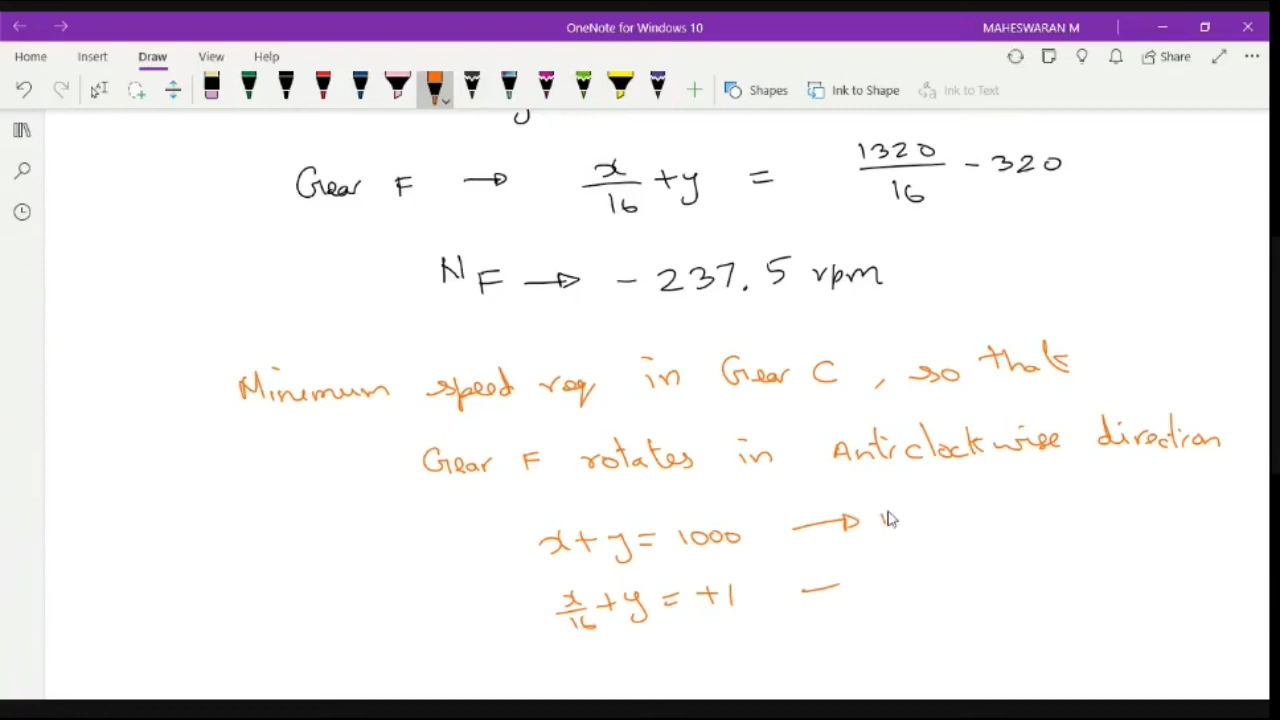 OneNote for Windows 10
MAHESWARAN M
Home Insert Draw View Help
Share
Shapes
Ink to Shape
Ink to Text
y
Gear F → x/16 + y = 1320/16 - 320
N_F → - 237.5 rpm
Minimum speed req in Gear C, so that
Gear F rotates in Anticlockwise direction
x + y = 1000 →
x/16 + y = +1 —